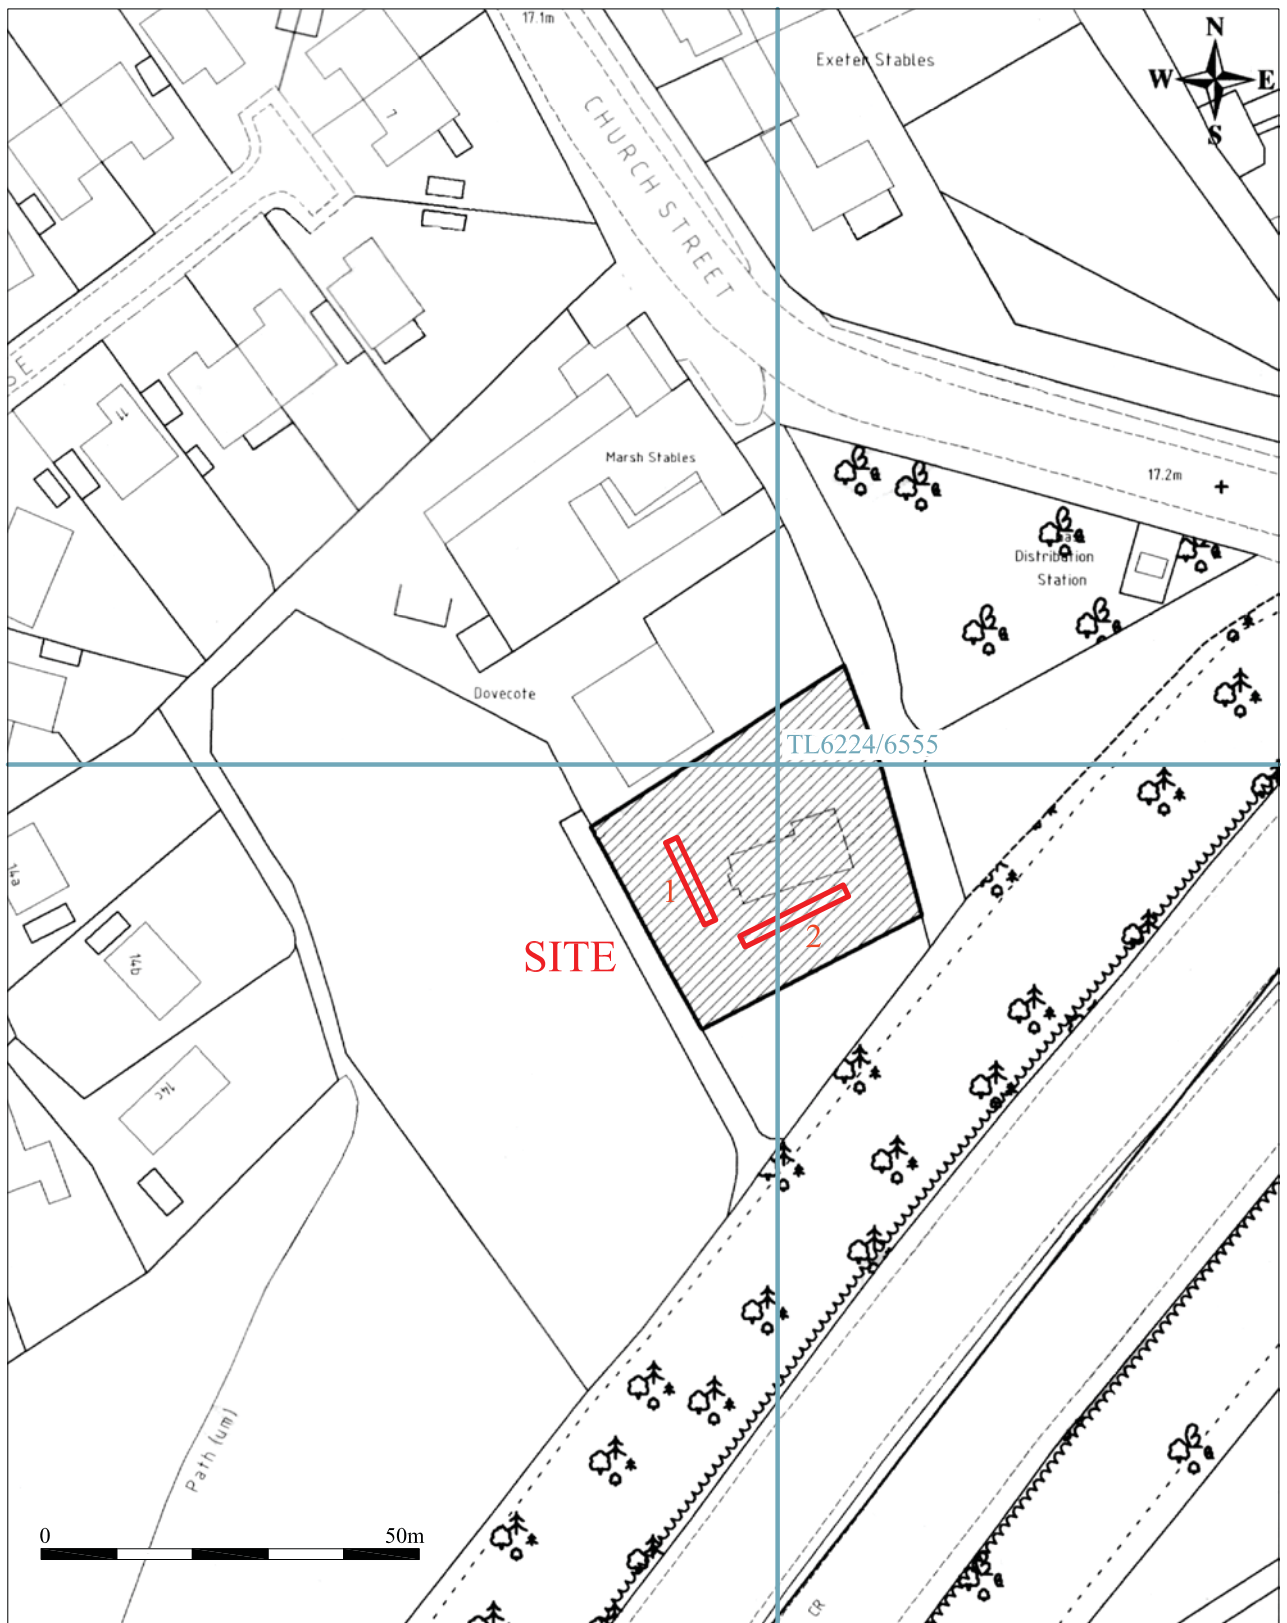 17.1m
Exeter Stables
N
W E
S
7
CHURCH STREET
11
Marsh Stables
17.2m
Distribution
Station
Dovecote
TL6224/6555
14a
1
2
SITE
14b
14c
Path (um)
0 50m
CR